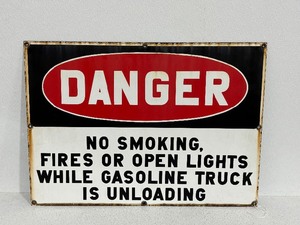 DANGER
NO SMOKING,
FIRES OR OPEN LIGHTS
WHILE GASOLINE TRUCK
IS UNLOADING